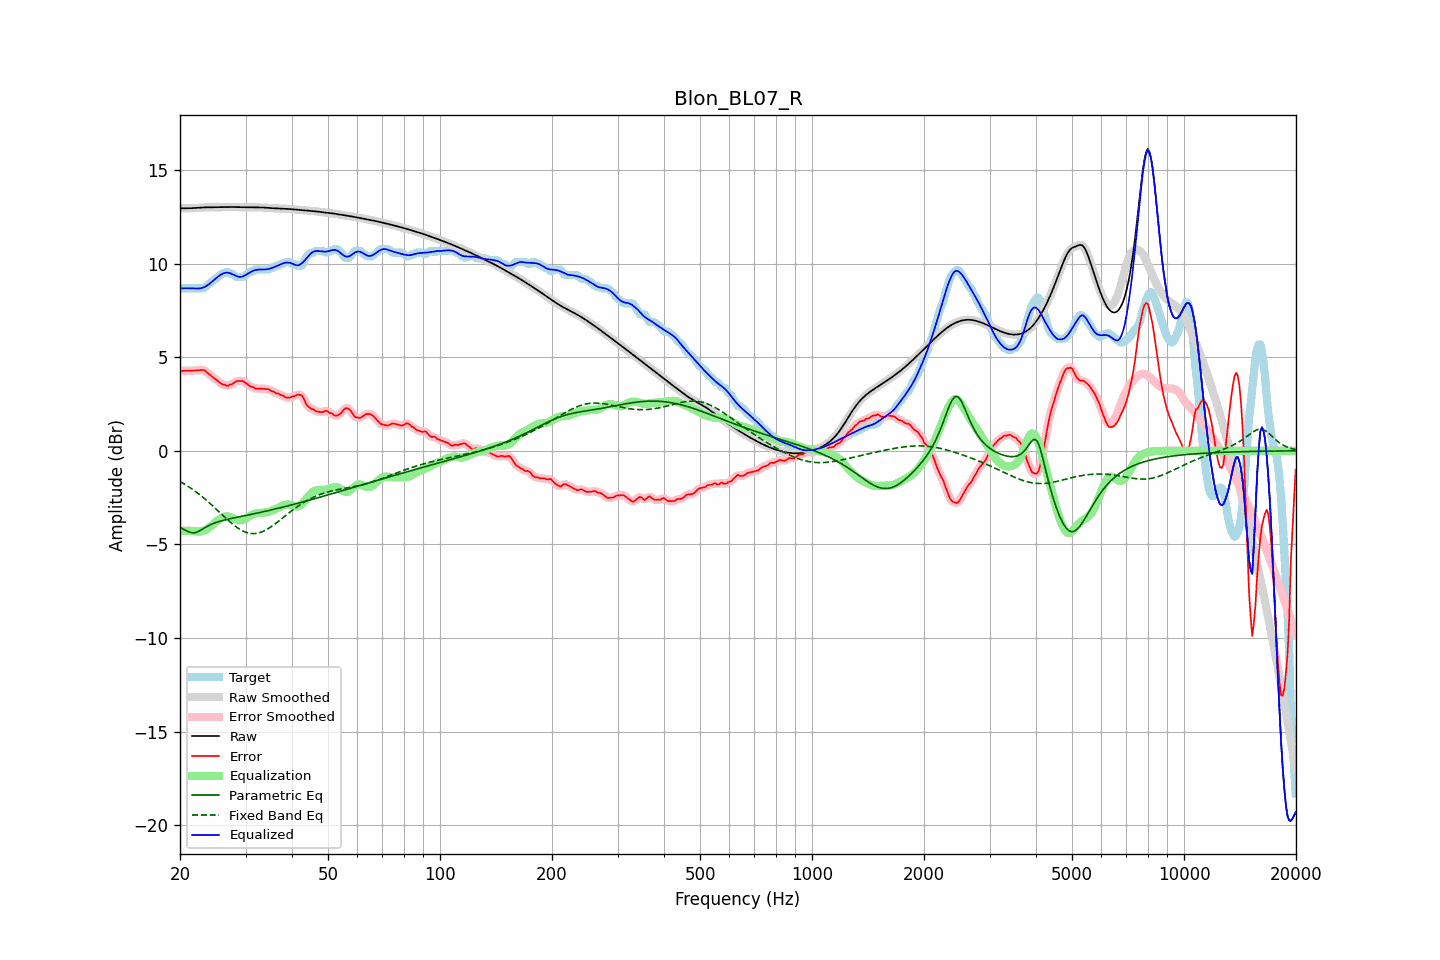 Blon_BL07_R
Amplitude (dBr)
15
10
5
0
−5
−10
−15
−20
Target
Raw Smoothed
Error Smoothed
Raw
Error
Equalization
Parametric Eq
Fixed Band Eq
Equalized
20
50
100
200
500
1000
2000
5000
10000
20000
Frequency (Hz)